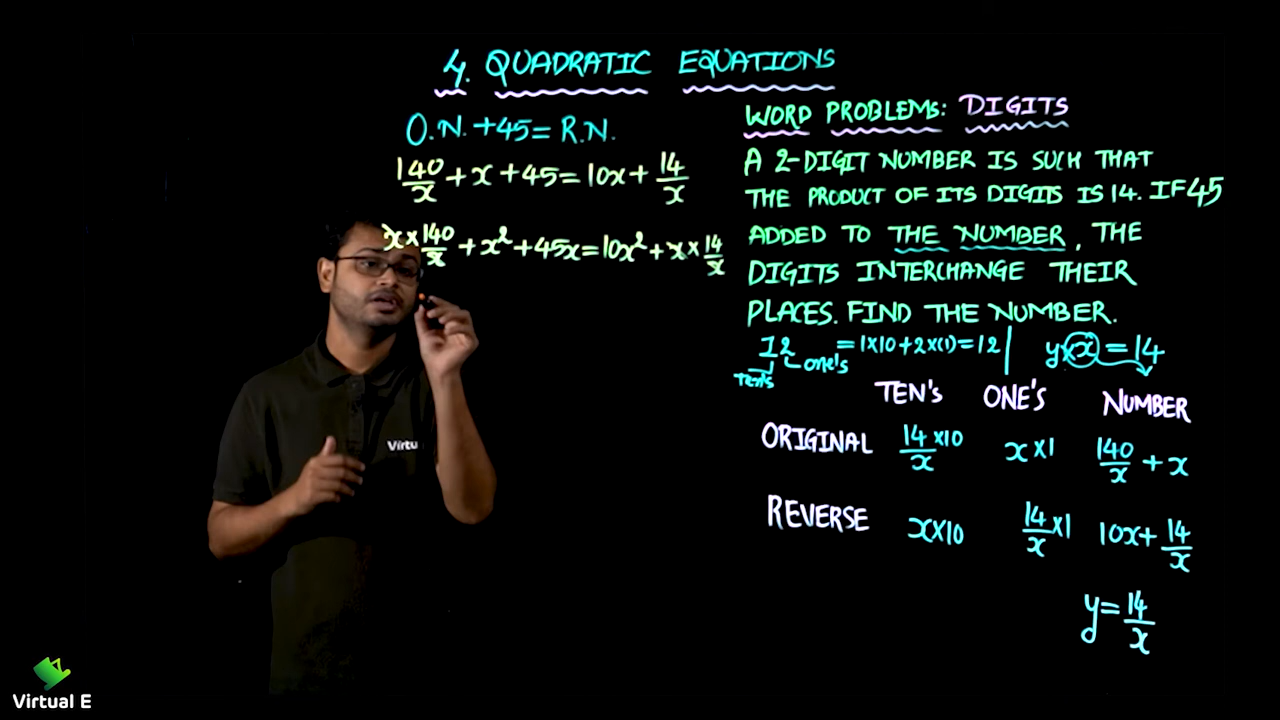 4. QUADRATIC EQUATIONS
O.N. +45= R.N.
140/x + x + 45 = 10x + 14/x
x × 140/x + x² + 45x = 10x² + x × 14/x
WORD PROBLEMS: DIGITS
A 2-DIGIT NUMBER IS SUCH THAT
THE PRODUCT OF ITS DIGITS IS 14. IF 45
ADDED TO THE NUMBER, THE
DIGITS INTERCHANGE THEIR
PLACES. FIND THE NUMBER.
12 = 1×10+2×(1)=12 | y×x = 14
Ten's one's
TEN'S ONE'S NUMBER
ORIGINAL 14/x ×10 x×1 140/x + x
REVERSE x×10 14/x ×1 10x+ 14/x
y = 14/x
Virtu
Virtual E